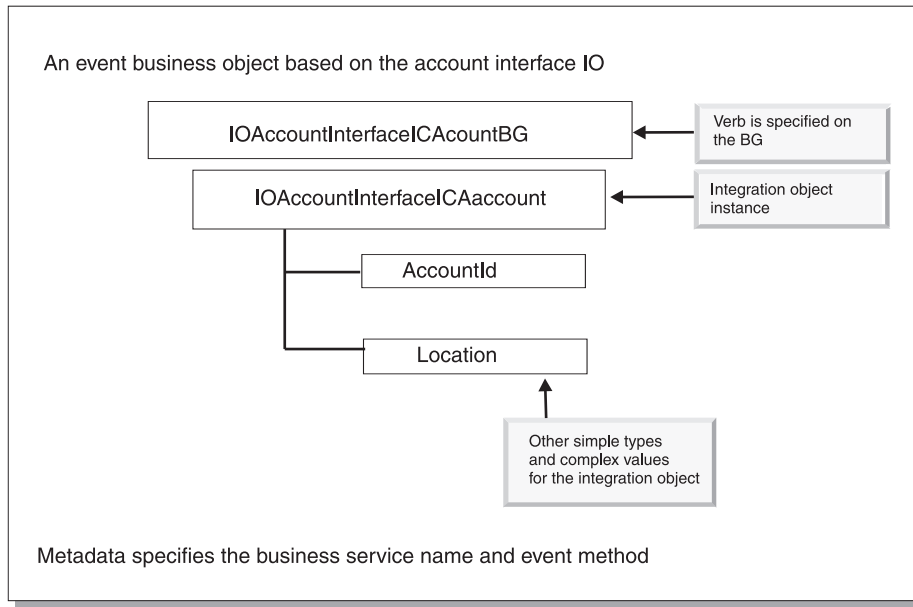 An event business object based on the account interface IO
IOAccountInterfaceICAcountBG
Verb is specified on
the BG
IOAccountInterfaceICAaccount
Integration object
instance
AccountId
Location
Other simple types
and complex values
for the integration object
Metadata specifies the business service name and event method